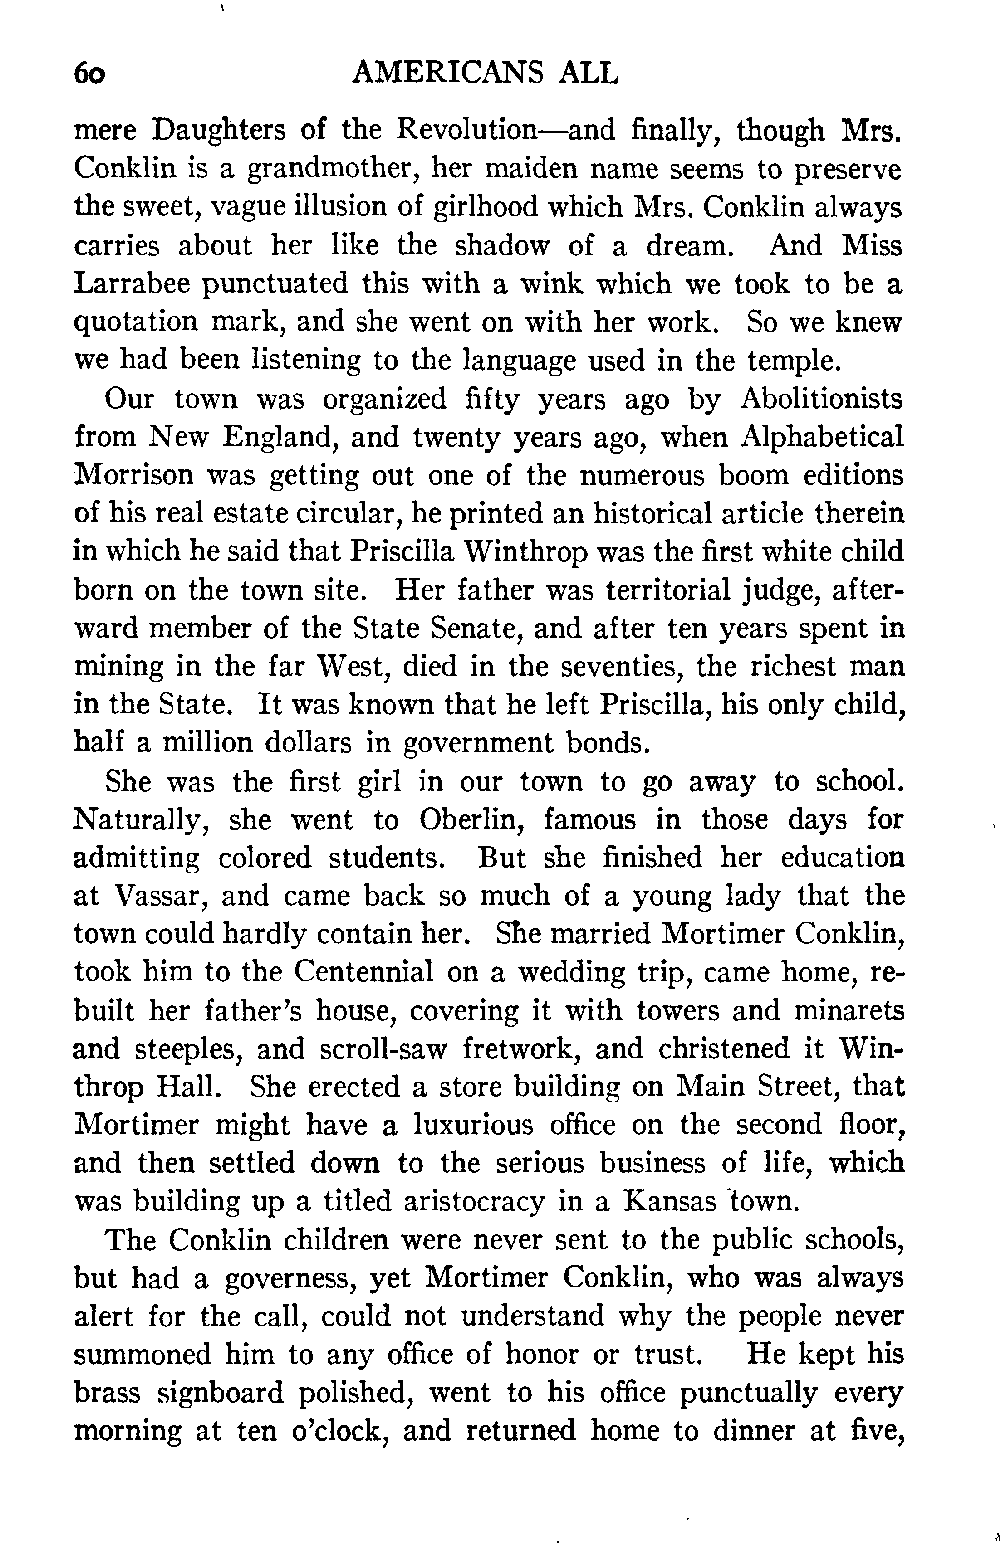 60 AMERICANS ALL
mere Daughters of the Revolution—and finally, though Mrs.
Conklin is a grandmother, her maiden name seems to preserve
the sweet, vague illusion of girlhood which Mrs. Conklin always
carries about her like the shadow of a dream. And Miss
Larrabee punctuated this with a wink which we took to be a
quotation mark, and she went on with her work. So we knew
we had been listening to the language used in the temple.
Our town was organized fifty years ago by Abolitionists
from New England, and twenty years ago, when Alphabetical
Morrison was getting out one of the numerous boom editions
of his real estate circular, he printed an historical article therein
in which he said that Priscilla Winthrop was the first white child
born on the town site. Her father was territorial judge, after-
ward member of the State Senate, and after ten years spent in
mining in the far West, died in the seventies, the richest man
in the State. It was known that he left Priscilla, his only child,
half a million dollars in government bonds.
She was the first girl in our town to go away to school.
Naturally, she went to Oberlin, famous in those days for
admitting colored students. But she finished her education
at Vassar, and came back so much of a young lady that the
town could hardly contain her. She married Mortimer Conklin,
took him to the Centennial on a wedding trip, came home, re-
built her father's house, covering it with towers and minarets
and steeples, and scroll-saw fretwork, and christened it Win-
throp Hall. She erected a store building on Main Street, that
Mortimer might have a luxurious office on the second floor,
and then settled down to the serious business of life, which
was building up a titled aristocracy in a Kansas town.
The Conklin children were never sent to the public schools,
but had a governess, yet Mortimer Conklin, who was always
alert for the call, could not understand why the people never
summoned him to any office of honor or trust. He kept his
brass signboard polished, went to his office punctually every
morning at ten o'clock, and returned home to dinner at five,